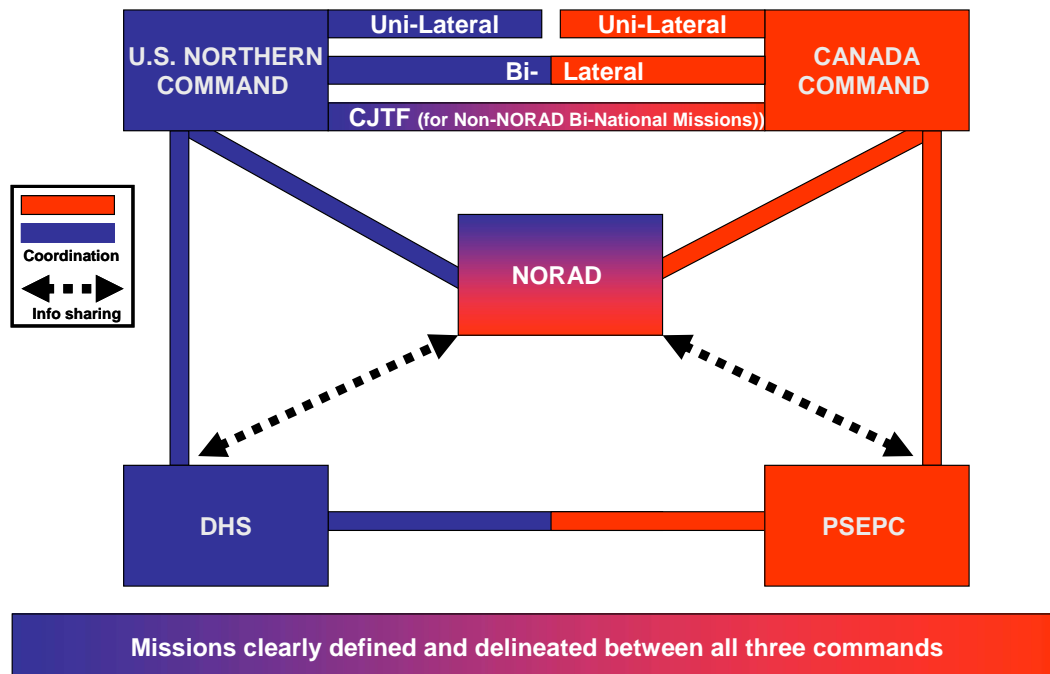 Uni-Lateral
Uni-Lateral
U.S. NORTHERN
COMMAND
CANADA
COMMAND
Bi-
Lateral
CJTF (for Non-NORAD Bi-National Missions))
NORAD
Coordination
Info sharing
DHS
PSEPC
Missions clearly defined and delineated between all three commands